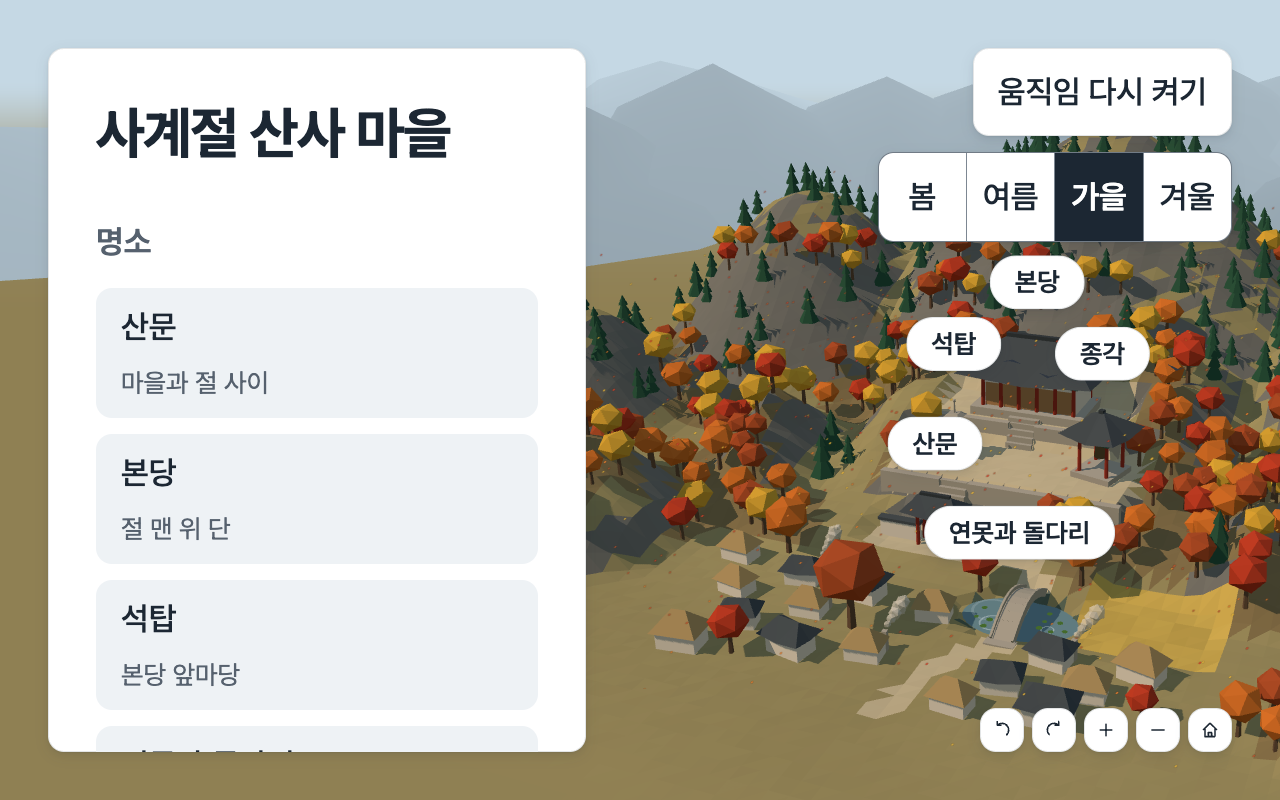 사계절 산사 마을
명소
산문
마을과 절 사이
본당
절 맨 위 단
석탑
본당 앞마당
움직임 다시 켜기
봄 여름 가을 겨울
본당
석탑
종각
산문
연못과 돌다리